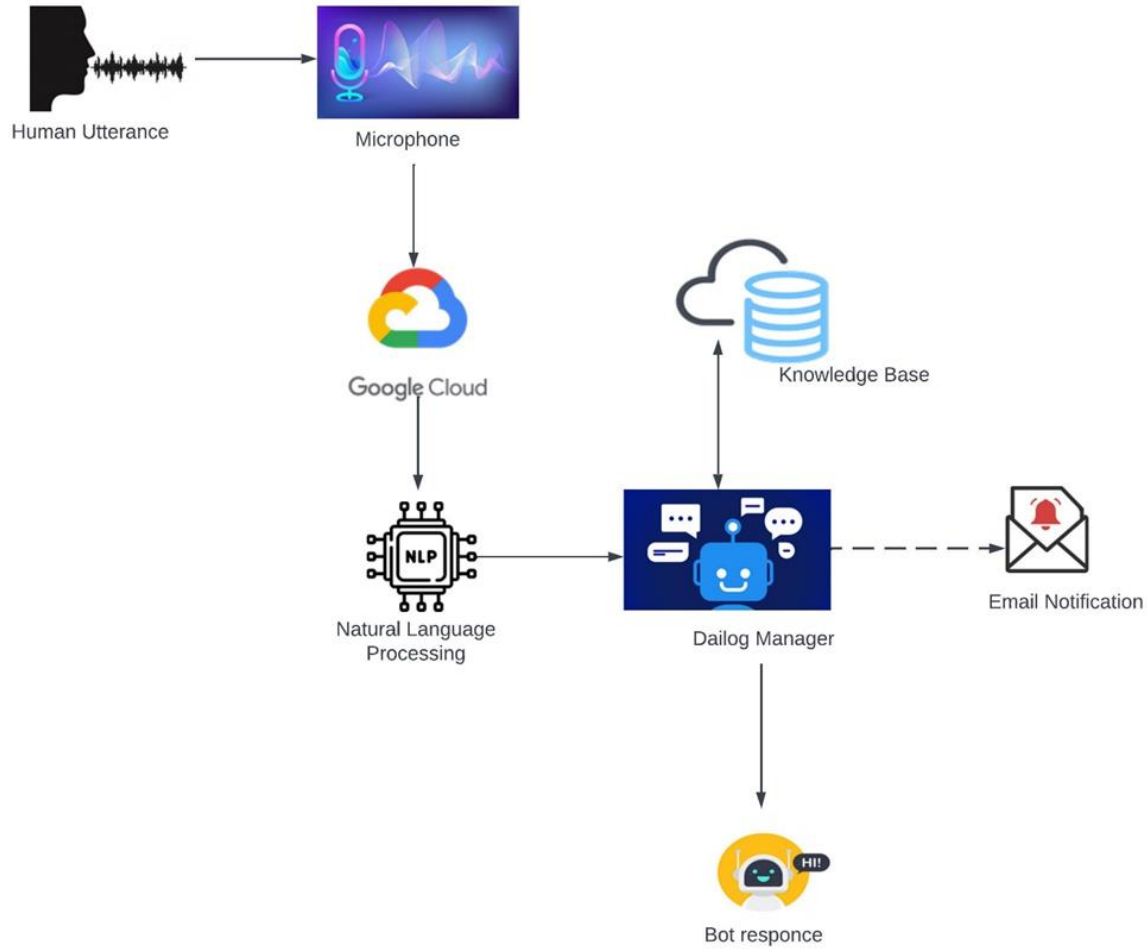 Human Utterance
Microphone
Google Cloud
Knowledge Base
NLP
Natural Language
Processing
Dailog Manager
Email Notification
HI!
Bot responce